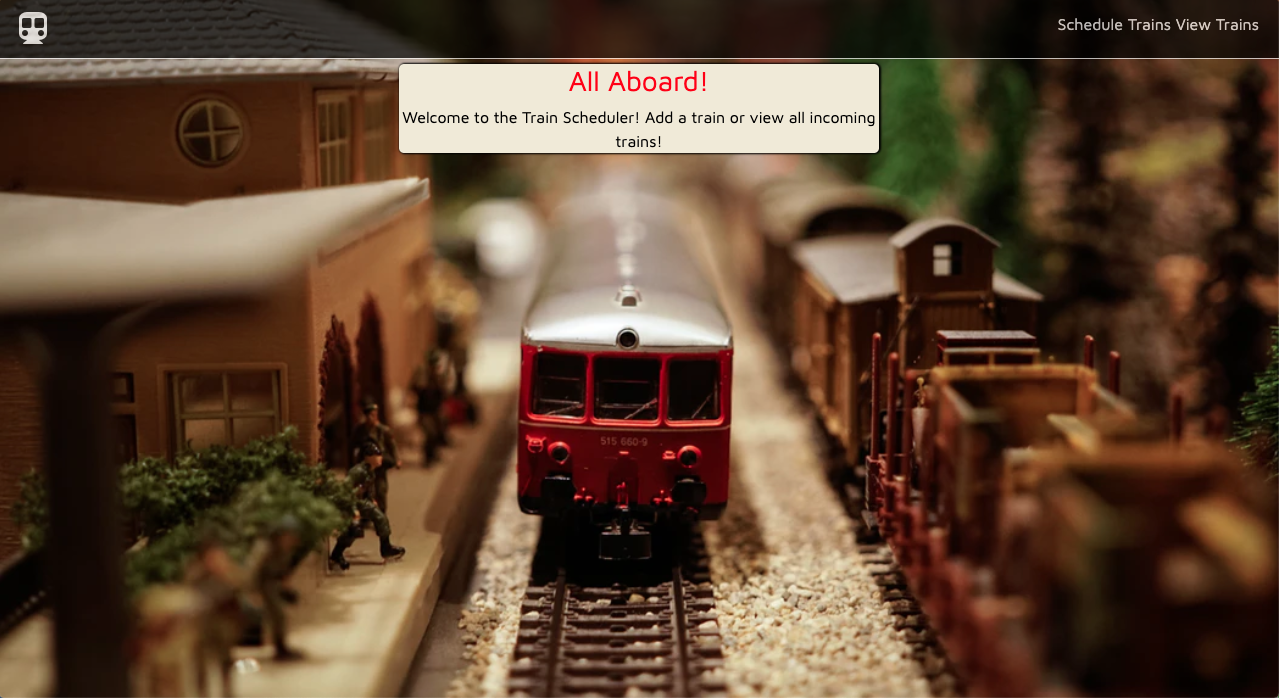 Schedule Trains View Trains
All Aboard!
Welcome to the Train Scheduler! Add a train or view all incoming
trains!
515 660-9